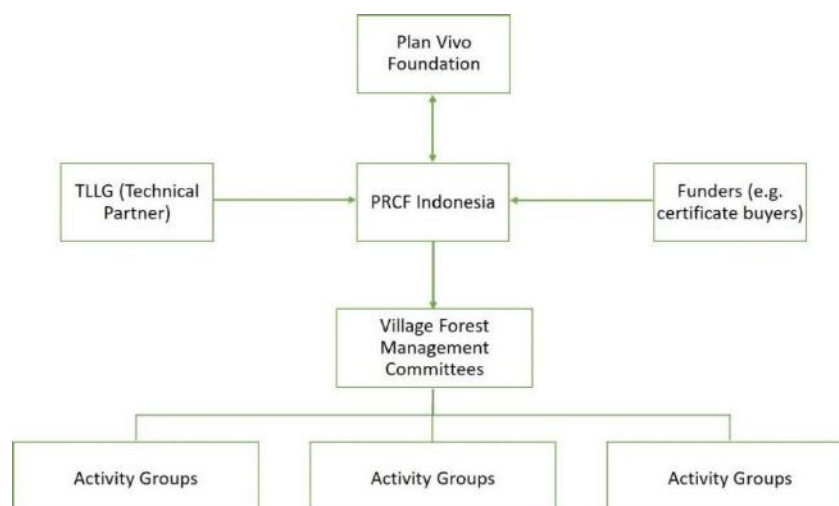 Plan Vivo
Foundation
TLLG (Technical
Partner)
PRCF Indonesia
Funders (e.g.
certificate buyers)
Village Forest
Management
Committees
Activity Groups
Activity Groups
Activity Groups